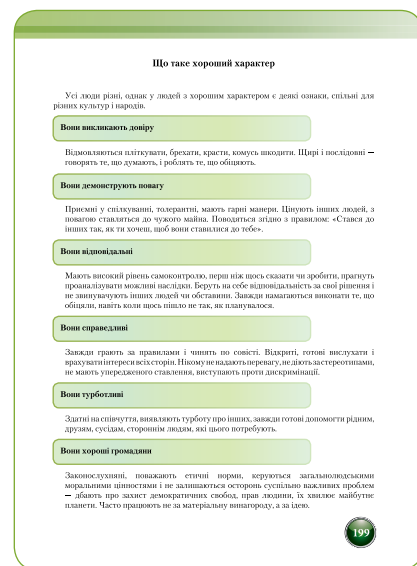 Що таке хороший характер
Усі люди різні, однак у людей з хорошим характером є деякі ознаки, спільні для
різних культур і народів.
Вони викликають довіру
Відмовляються пліткувати, брехати, красти, комусь шкодити. Щирі і послідовні —
говорять те, що думають, і роблять те, що обіцяють.
Вони демонструють повагу
Приємні у спілкуванні, толерантні, мають гарні манери. Цінують інших людей, з
повагою ставляться до чужого майна. Поводяться згідно з правилом: «Стався до
інших так, як ти хочеш, щоб вони ставилися до тебе».
Вони відповідальні
Мають високий рівень самоконтролю, перш ніж щось сказати чи зробити, прагнуть
проаналізувати можливі наслідки. Беруть на себе відповідальність за свої рішення і
не звинувачують інших людей чи обставини. Завжди намагаються виконати те, що
обіцяли, навіть коли щось пішло не так, як планувалося.
Вони справедливі
Завжди грають за правилами і чинять по совісті. Відкриті, готові вислухати і
врахувати інтереси всіх сторін. Нікому не надають перевагу, не діють за стереотипами,
не мають упередженого ставлення, виступають проти дискримінації.
Вони турботливі
Здатні на співчуття, виявляють турботу про інших, завжди готові допомогти рідним,
друзям, сусідам, стороннім людям, які цього потребують.
Вони хороші громадяни
Законослухняні, поважають етичні норми, керуються загальнолюдськими
моральними цінностями й не залишаються осторонь суспільно важливих проблем
— дбають про захист демократичних свобод, прав людини, їх хвилює майбутнє
планети. Часто працюють не за матеріальну винагороду, а за ідею.
199